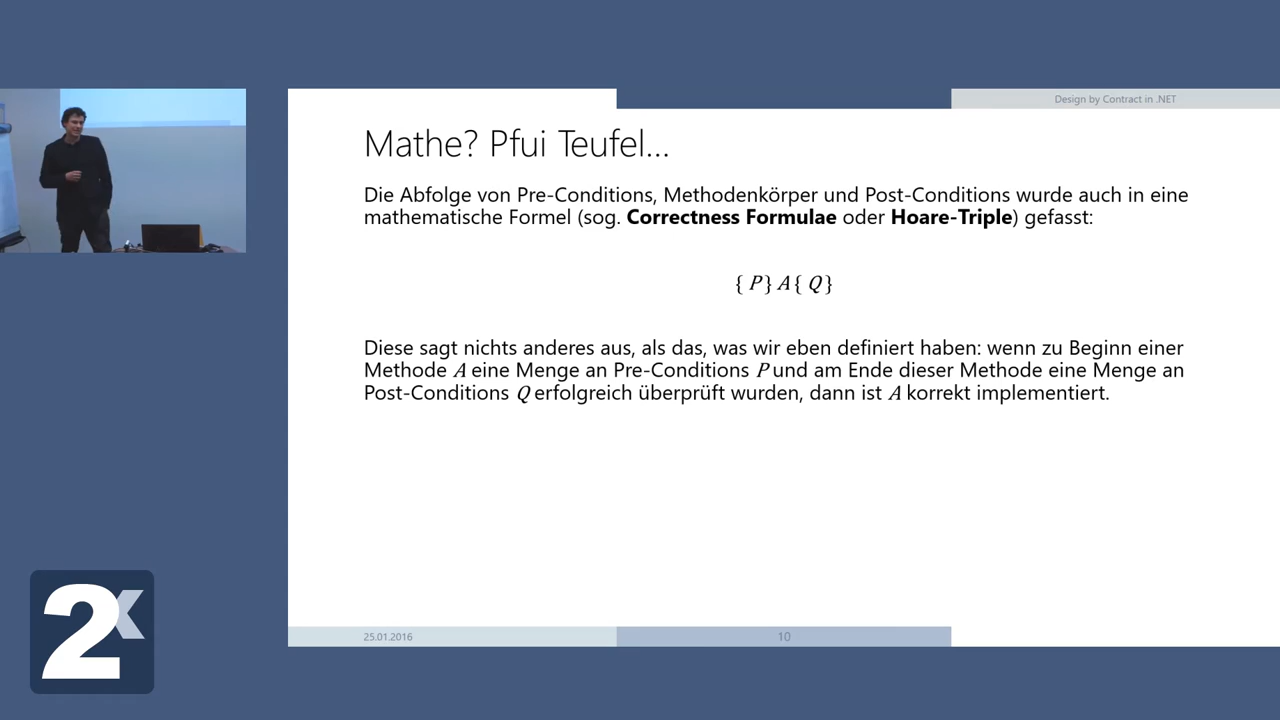 Design by Contract in .NET
Mathe? Pfui Teufel...
Die Abfolge von Pre-Conditions, Methodenkörper und Post-Conditions wurde auch in eine
mathematische Formel (sog. Correctness Formulae oder Hoare-Triple) gefasst:
{ P} A{ Q}
Diese sagt nichts anderes aus, als das, was wir eben definiert haben: wenn zu Beginn einer
Methode A eine Menge an Pre-Conditions P und am Ende dieser Methode eine Menge an
Post-Conditions Q erfolgreich überprüft wurden, dann ist A korrekt implementiert.
25.01.2016
10
2x